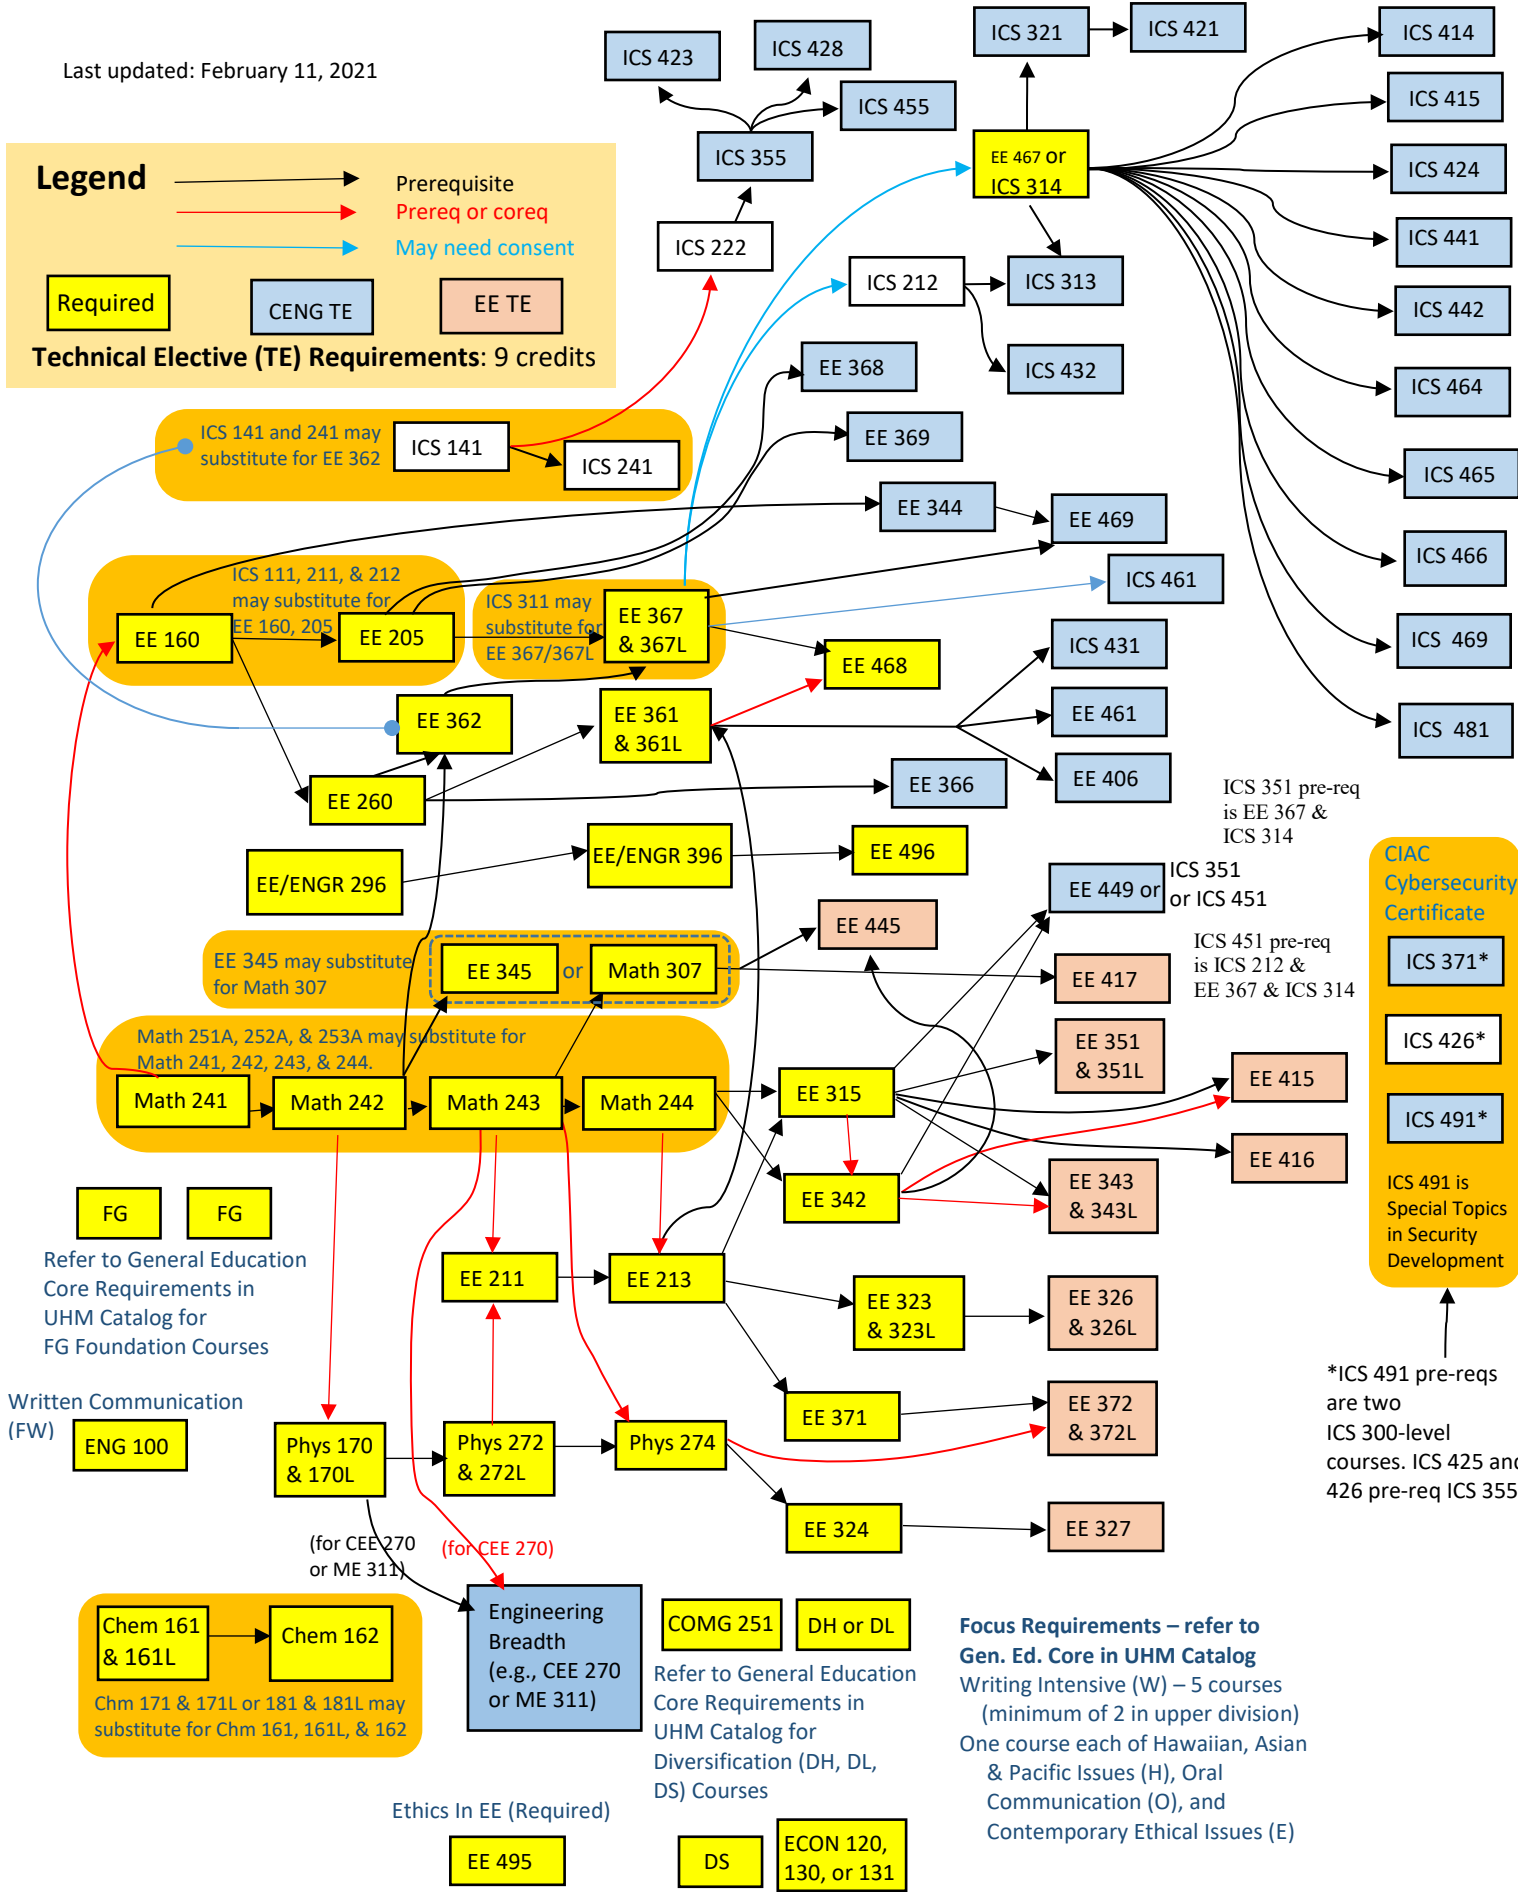 Last updated: February 11, 2021
Legend
Prerequisite
Prereq or coreq
May need consent
Required
CENG TE
EE TE
Technical Elective (TE) Requirements: 9 credits
ICS 423
ICS 428
ICS 455
ICS 355
ICS 222
ICS 321
ICS 421
EE 467 or
ICS 314
ICS 212
ICS 313
ICS 432
ICS 414
ICS 415
ICS 424
ICS 441
ICS 442
ICS 464
ICS 465
ICS 466
ICS 469
ICS 481
ICS 141 and 241 may
substitute for EE 362
ICS 141
ICS 241
EE 368
EE 369
EE 344
EE 469
ICS 461
ICS 111, 211, & 212
may substitute for
EE 160, 205
EE 160
EE 205
ICS 311 may
substitute for
EE 367/367L
EE 367
& 367L
EE 468
ICS 431
EE 461
EE 406
EE 362
EE 361
& 361L
EE 260
EE 366
EE/ENGR 296
EE/ENGR 396
EE 496
ICS 351 pre-req
is EE 367 &
ICS 314
EE 449 or
ICS 351
or ICS 451
ICS 451 pre-req
is ICS 212 &
EE 367 & ICS 314
EE 345 may substitute
for Math 307
EE 345
or
Math 307
EE 445
EE 417
Math 251A, 252A, & 253A may substitute for
Math 241, 242, 243, & 244.
Math 241
Math 242
Math 243
Math 244
EE 315
EE 351
& 351L
EE 415
EE 416
EE 342
EE 343
& 343L
CIAC
Cybersecurity
Certificate
ICS 371*
ICS 426*
ICS 491*
ICS 491 is
Special Topics
in Security
Development
*ICS 491 pre-reqs
are two
ICS 300-level
courses. ICS 425 and
426 pre-req ICS 355
FG
FG
Refer to General Education
Core Requirements in
UHM Catalog for
FG Foundation Courses
Written Communication
(FW)
ENG 100
EE 211
EE 213
EE 323
& 323L
EE 326
& 326L
EE 371
EE 372
& 372L
Phys 170
& 170L
Phys 272
& 272L
Phys 274
EE 324
EE 327
(for CEE 270
or ME 311)
(for CEE 270)
Engineering
Breadth
(e.g., CEE 270
or ME 311)
Chem 161
& 161L
Chem 162
Chm 171 & 171L or 181 & 181L may
substitute for Chm 161, 161L, & 162
COMG 251
DH or DL
Refer to General Education
Core Requirements in
UHM Catalog for
Diversification (DH, DL,
DS) Courses
Ethics In EE (Required)
EE 495
DS
ECON 120,
130, or 131
Focus Requirements – refer to
Gen. Ed. Core in UHM Catalog
Writing Intensive (W) – 5 courses
(minimum of 2 in upper division)
One course each of Hawaiian, Asian
& Pacific Issues (H), Oral
Communication (O), and
Contemporary Ethical Issues (E)